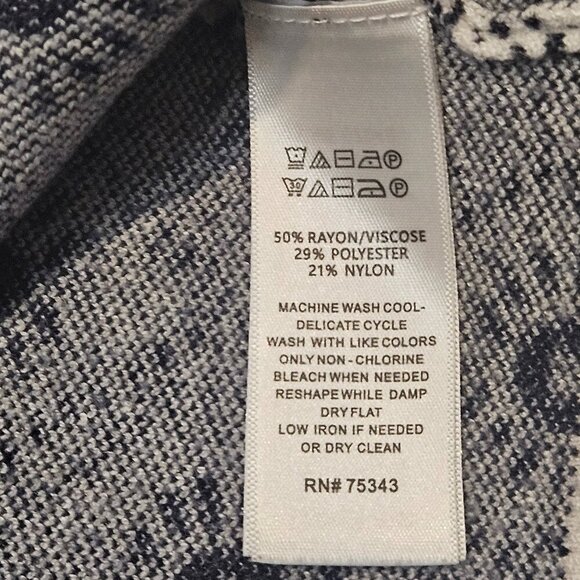 30
50% RAYON/VISCOSE
29% POLYESTER
21% NYLON
MACHINE WASH COOL-
DELICATE CYCLE
WASH WITH LIKE COLORS
ONLY NON - CHLORINE
BLEACH WHEN NEEDED
RESHAPE WHILE DAMP
DRY FLAT
LOW IRON IF NEEDED
OR DRY CLEAN
RN# 75343